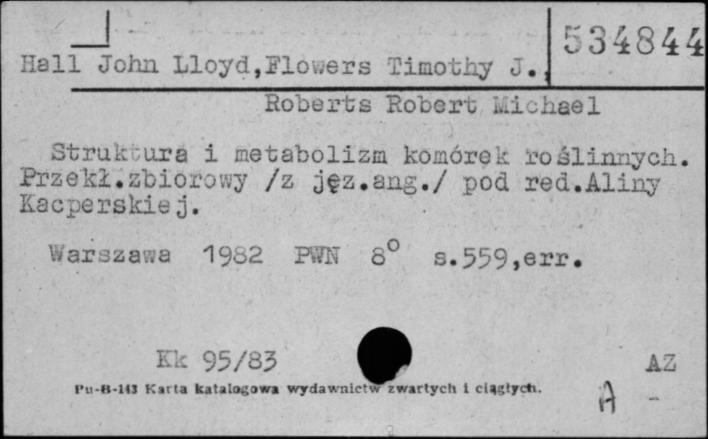 534844
Hall John Lloyd,Flowers Timothy J.,
Roberts Robert Michael
Struktura i metabolizm komórek roślinnych.
Przekł.zbiorowy /z jęz.ang./ pod red.Aliny
Kacperskiej.
Warszawa 1982 PWN 8° s.559,err.
Kk 95/83
AZ
Pu-B-143 Karta katalogowa wydawnictw zwartych i ciągłych.
A -